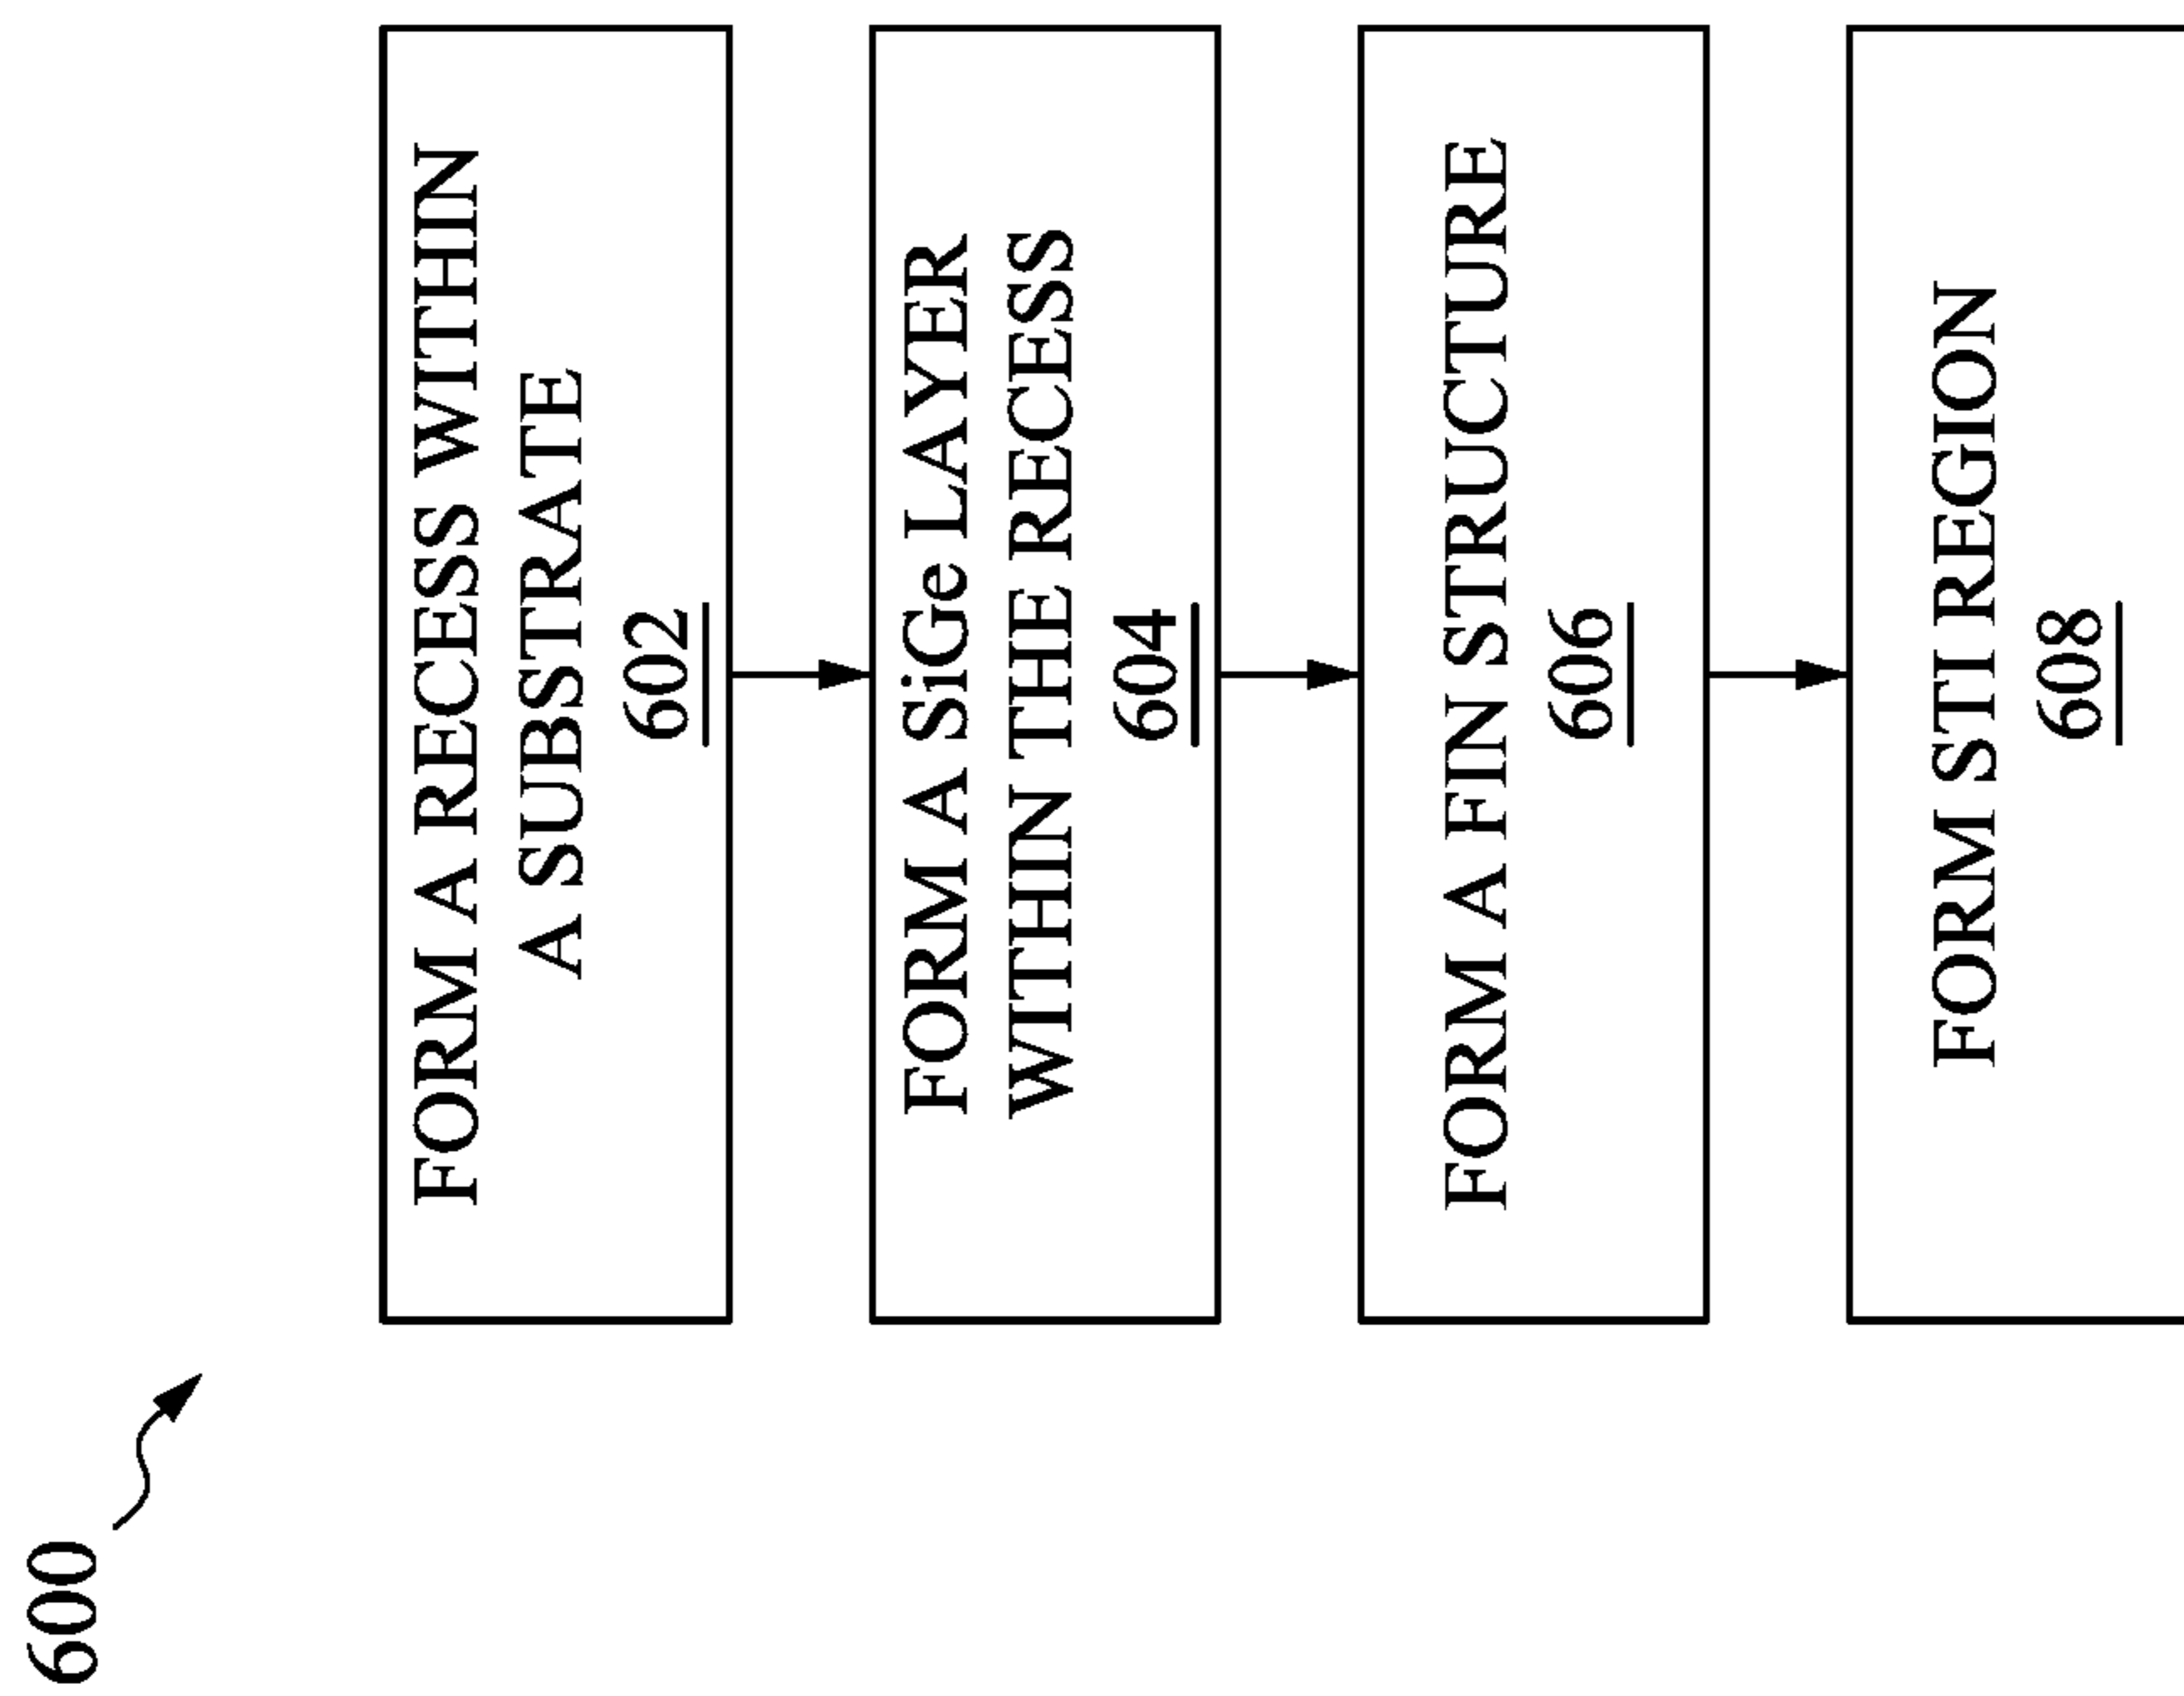 600
FORM A RECESS WITHIN
A SUBSTRATE
602
FORM A SiGe LAYER
WITHIN THE RECESS
604
FORM A FIN STRUCTURE
606
FORM STI REGION
608